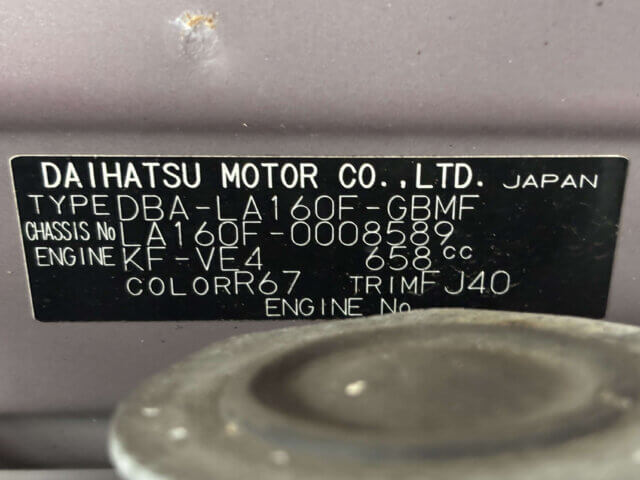 DAIHATSU MOTOR CO.,LTD. JAPAN
TYPE DBA-LA160F-GBMF
CHASSIS No LA160F-0008589
ENGINE KF-VE4 658cc
COLOR R67 TRIM FJ40
ENGINE No